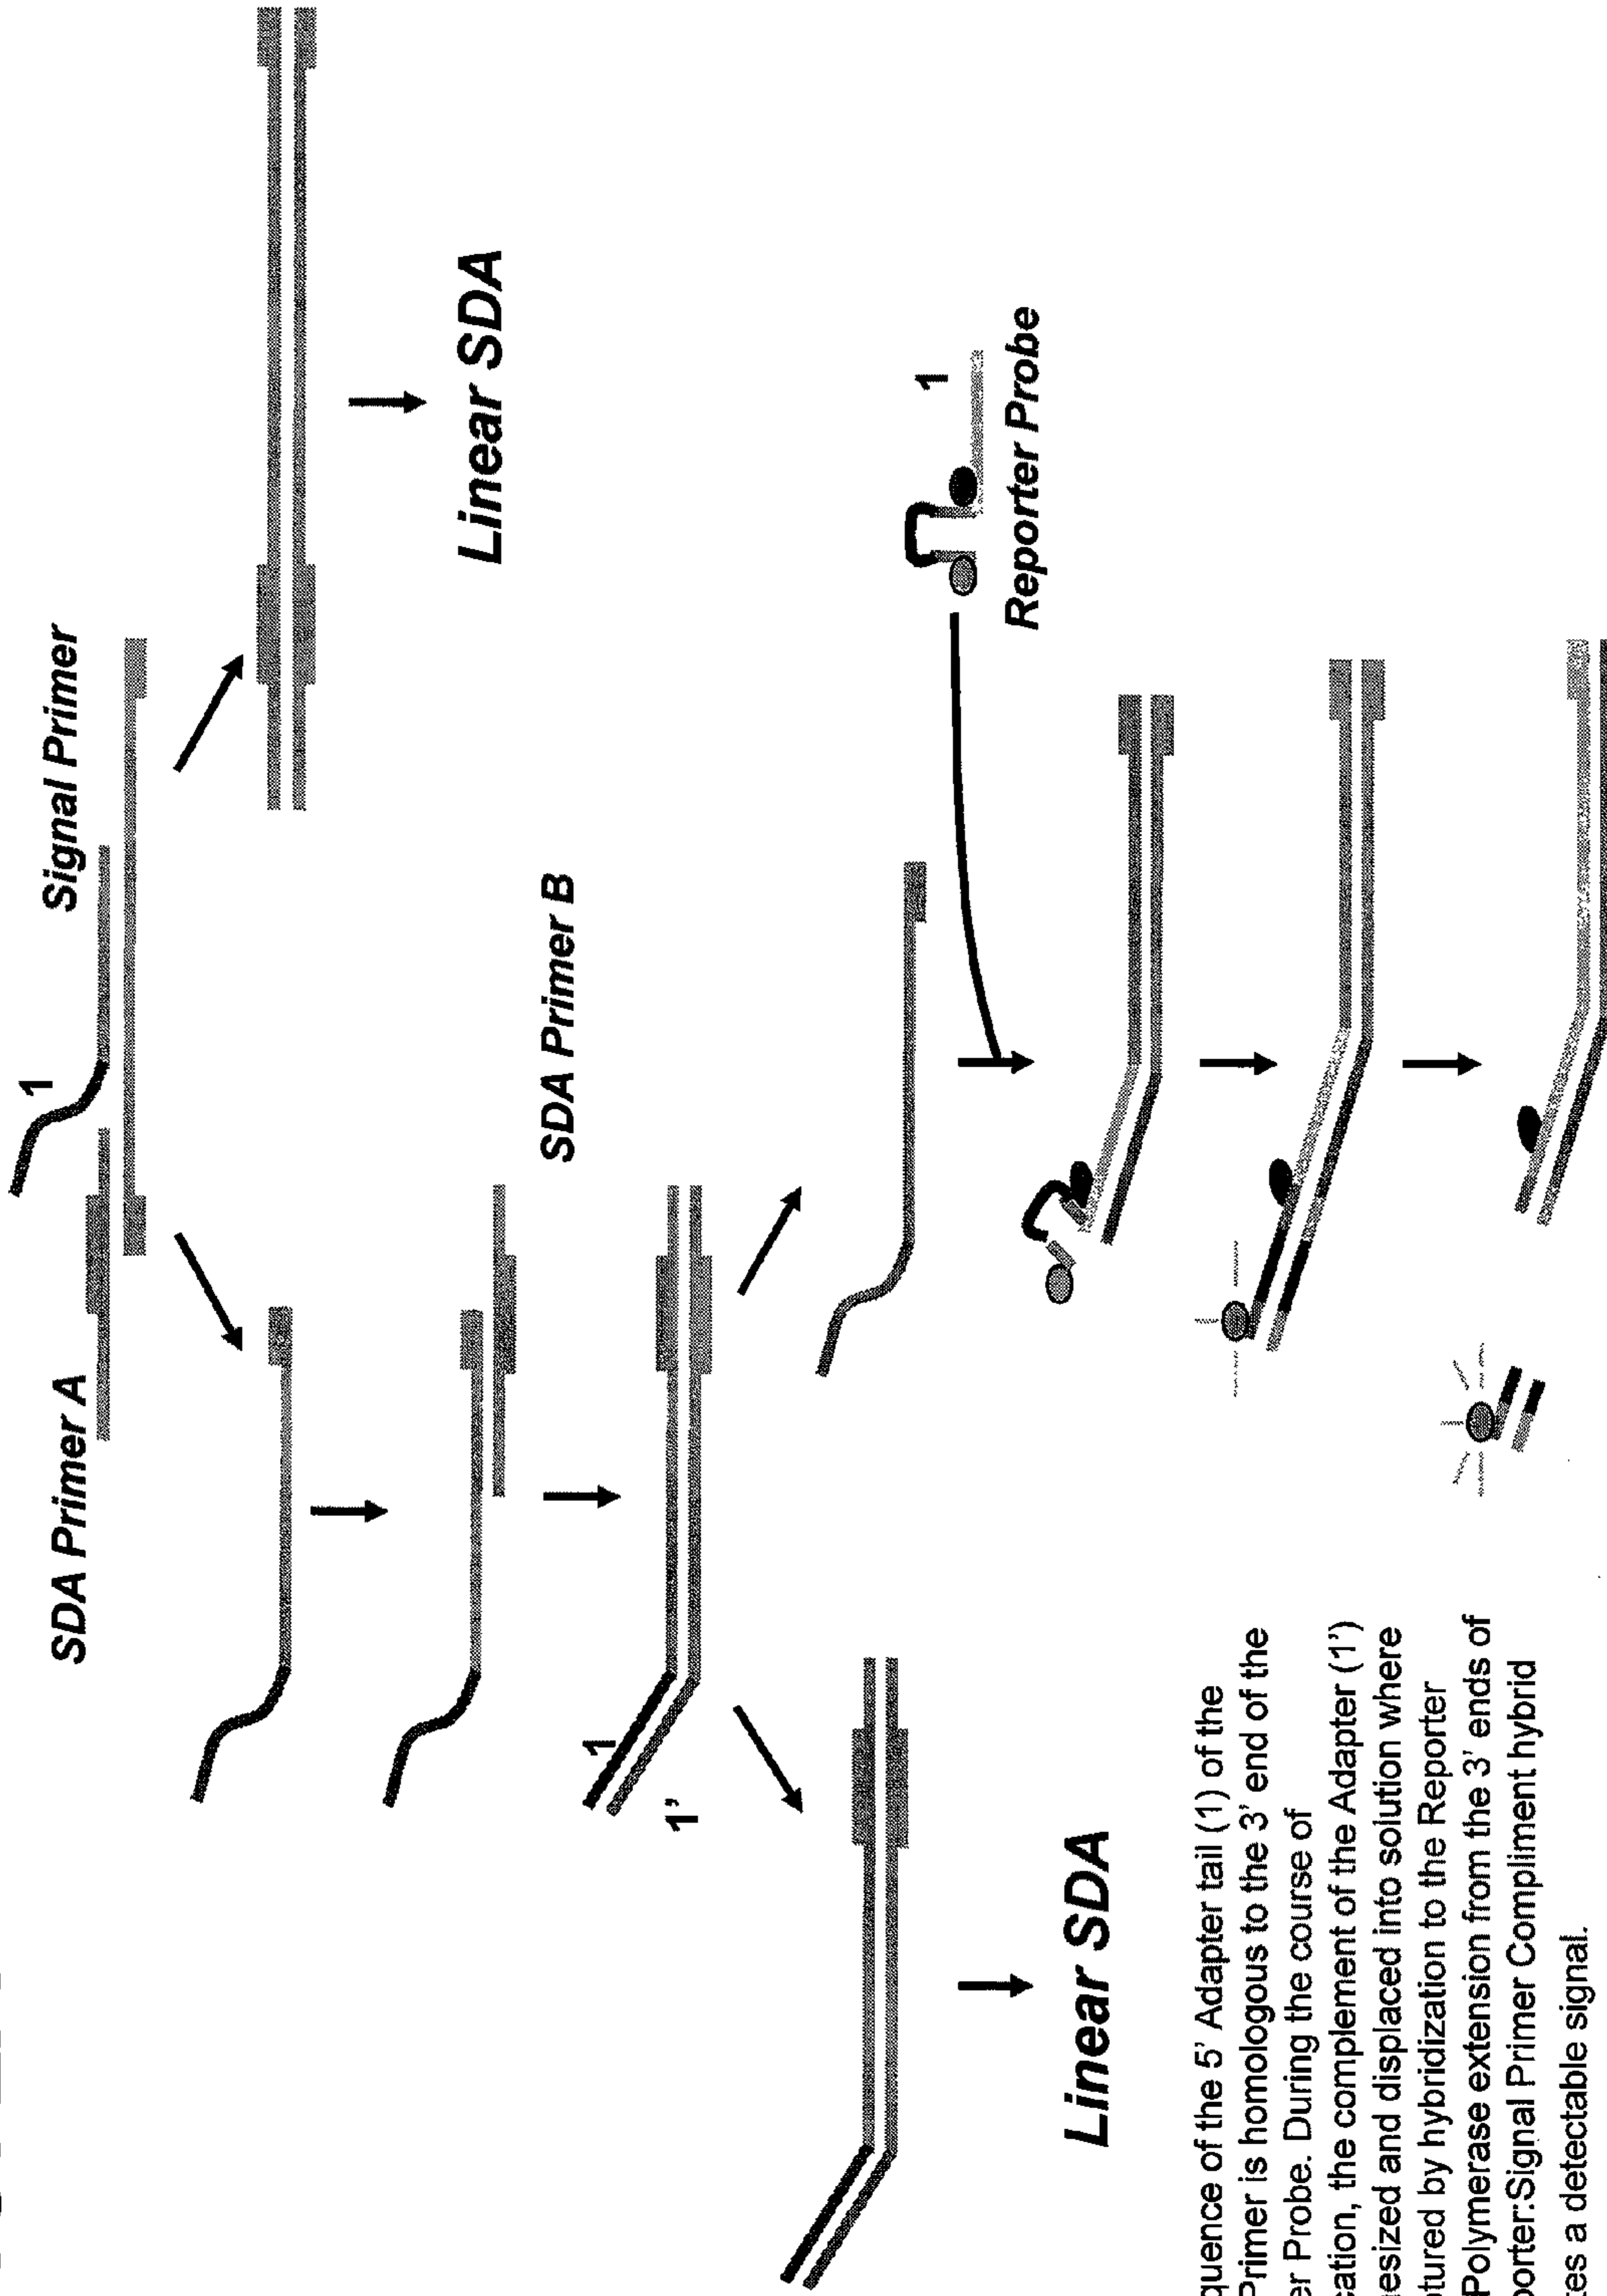 Signal Primer
1
SDA Primer A
SDA Primer B
Linear SDA
1
1'
1
Reporter Probe
Linear SDA
quence of the 5' Adapter tail (1) of the
Primer is homologous to the 3' end of the
er Probe. During the course of
cation, the complement of the Adapter (1')
esized and displaced into solution where
tured by hybridization to the Reporter
Polymerase extension from the 3' ends of
porter:Signal Primer Compliment hybrid
tes a detectable signal.